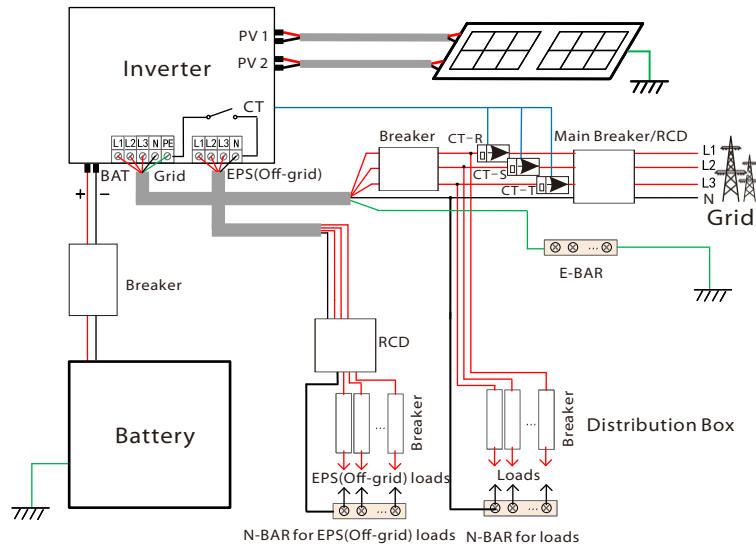 PV 1
PV 2
Inverter
CT
L1 L2 L3 N PE
L1 L2 L3 N
BAT
Grid
EPS(Off-grid)
+ −
Breaker
CT-R
CT-S
CT-T
Main Breaker/RCD
L1
L2
L3
N
Grid
E-BAR
Breaker
RCD
Battery
Breaker
...
...
Breaker
Distribution Box
EPS(Off-grid) loads
Loads
...
...
N-BAR for EPS(Off-grid) loads
N-BAR for loads